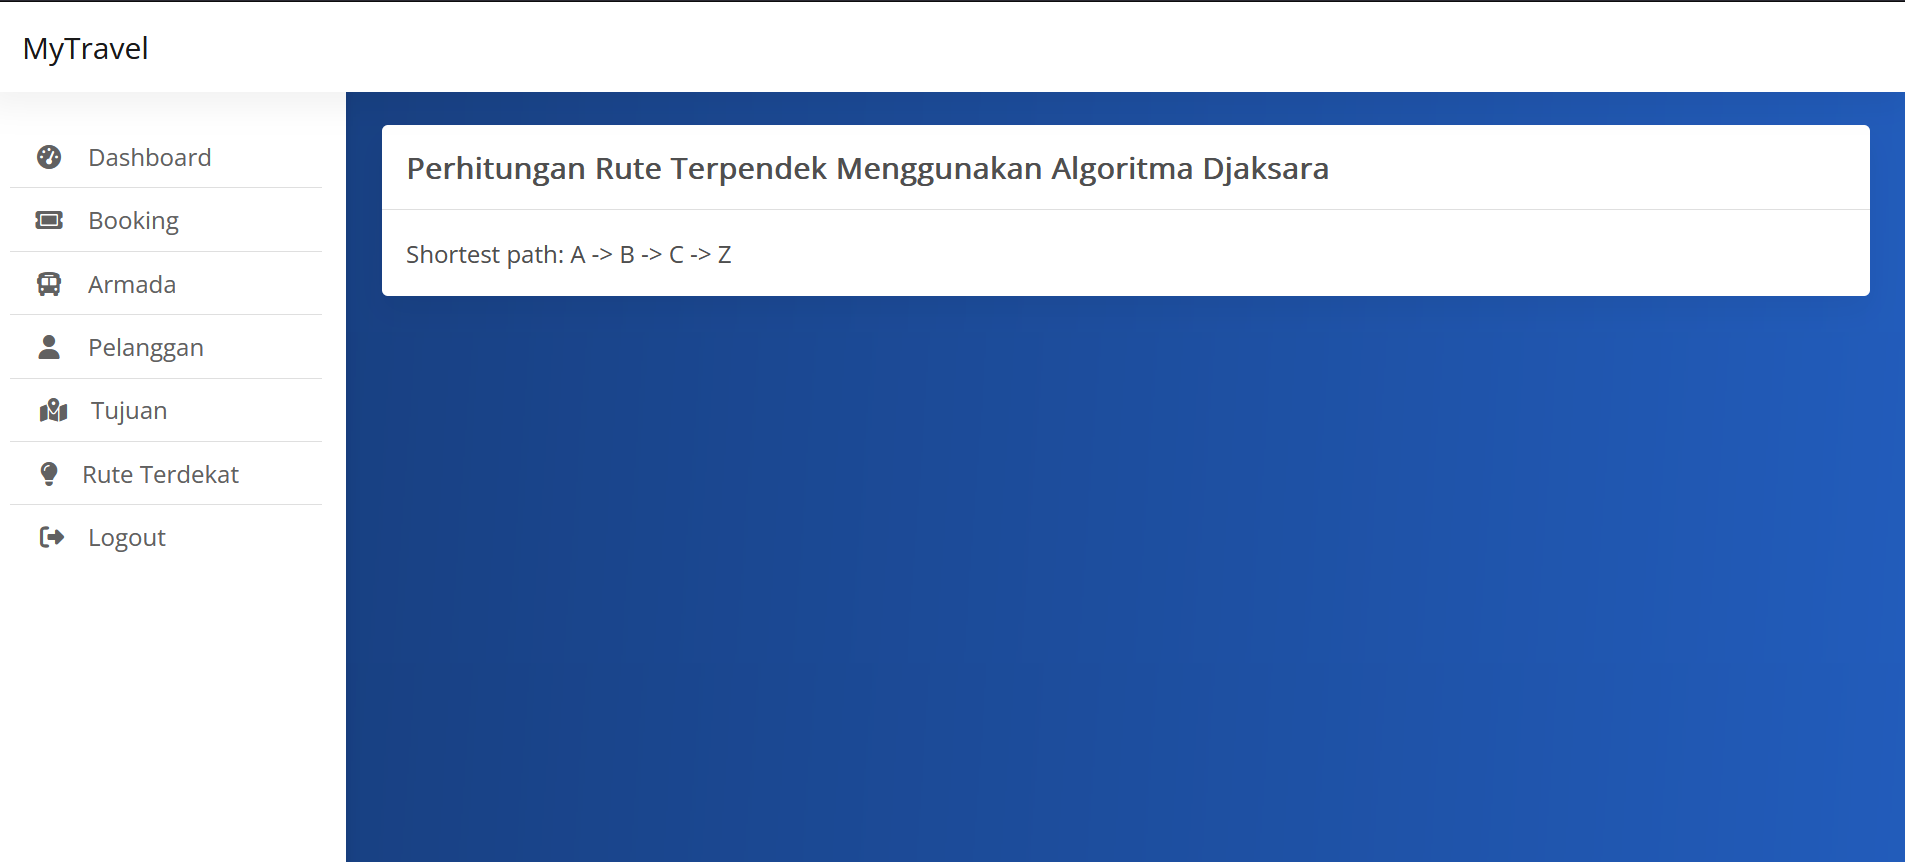 MyTravel
Dashboard
Booking
Armada
Pelanggan
Tujuan
Rute Terdekat
Logout
Perhitungan Rute Terpendek Menggunakan Algoritma Djaksara
Shortest path: A -> B -> C -> Z